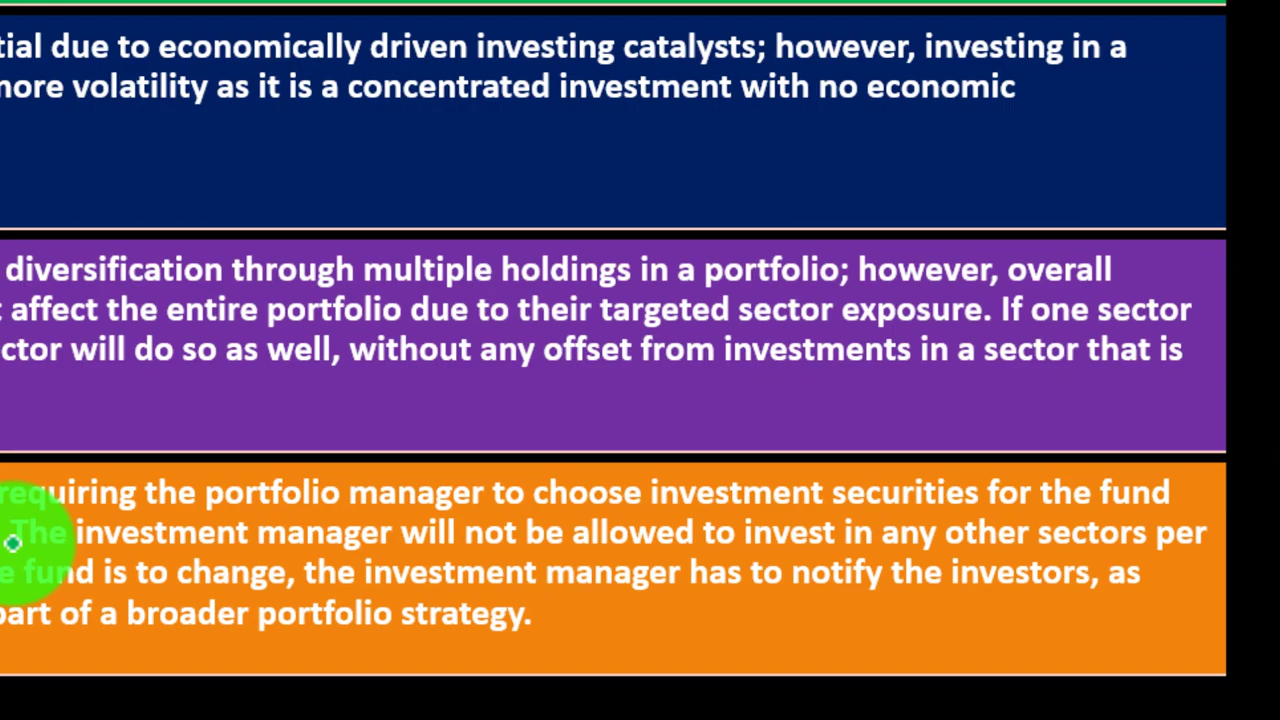 tial due to economically driven investing catalysts; however, investing in a
more volatility as it is a concentrated investment with no economic
diversification through multiple holdings in a portfolio; however, overall
affect the entire portfolio due to their targeted sector exposure. If one sector
ctor will do so as well, without any offset from investments in a sector that is
requiring the portfolio manager to choose investment securities for the fund
The investment manager will not be allowed to invest in any other sectors per
e fund is to change, the investment manager has to notify the investors, as
part of a broader portfolio strategy.